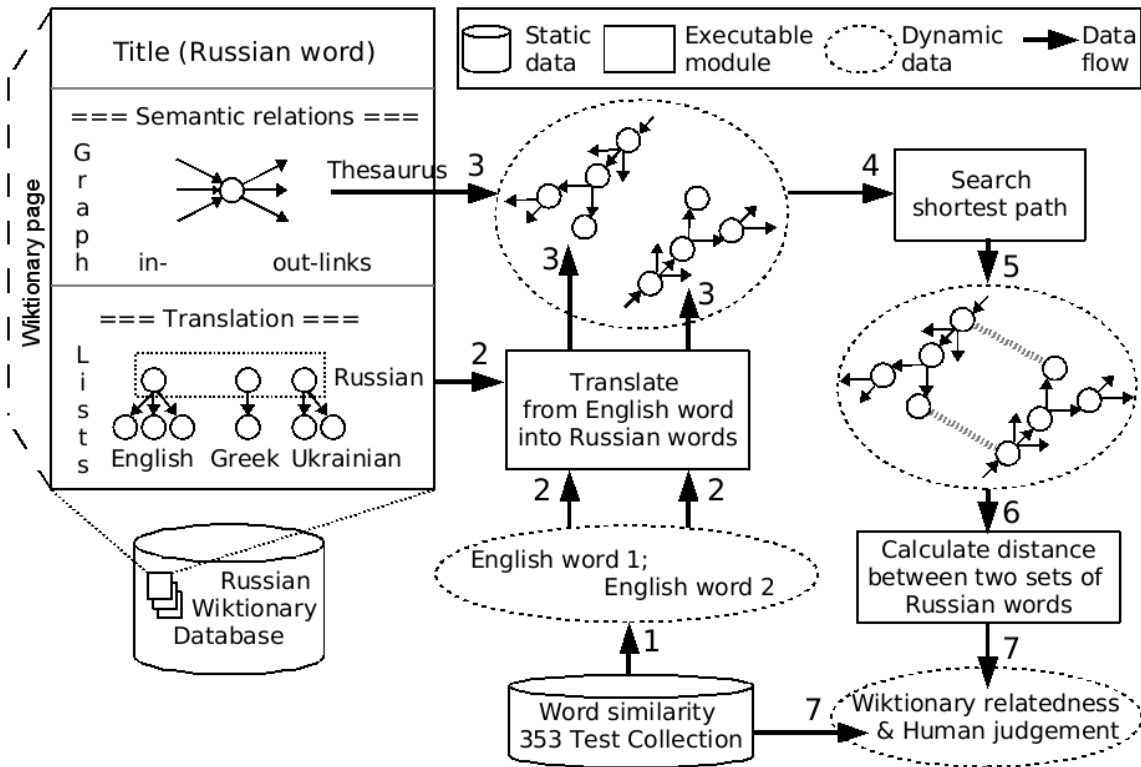 Wiktionary page
Title (Russian word)
=== Semantic relations ===
Graph
Thesaurus
in-
out-links
=== Translation ===
Lists
Russian
English
Greek
Ukrainian
Russian
Wiktionary
Database
Static
data
Executable
module
Dynamic
data
Data
flow
3
4
Search
shortest path
3
3
5
2
Translate
from English word
into Russian words
2
2
6
English word 1;
English word 2
Calculate distance
between two sets of
Russian words
1
7
Word similarity
353 Test Collection
7
Wiktionary relatedness
& Human judgement